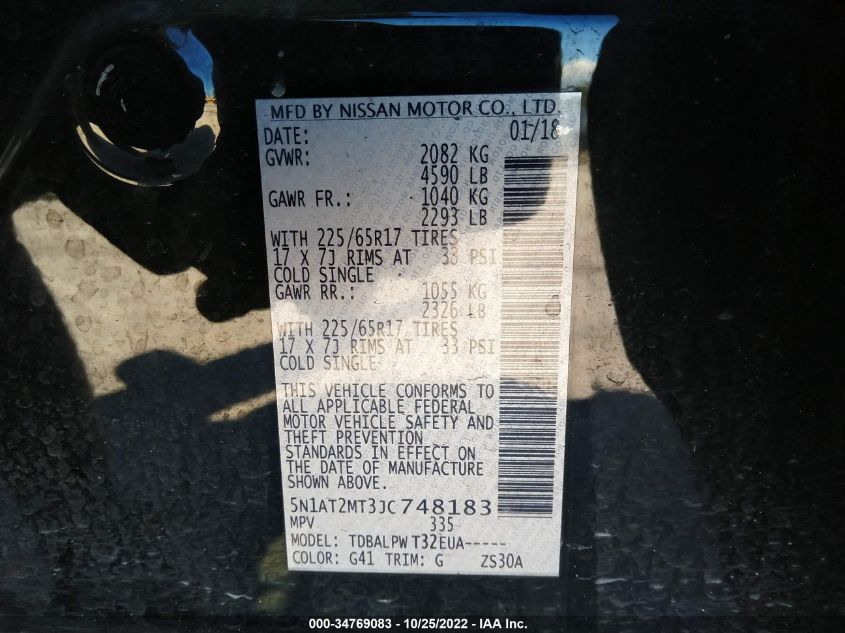 MFD BY NISSAN MOTOR CO., LTD.
DATE: 01/18
GVWR: 2082 KG
4590 LB
GAWR FR.: 1040 KG
2293 LB
WITH 225/65R17 TIRES
17 X 7J RIMS AT 33 PSI
COLD SINGLE
GAWR RR.: 1055 KG
2326 LB
WITH 225/65R17 TIRES
17 X 7J RIMS AT 33 PSI
COLD SINGLE
THIS VEHICLE CONFORMS TO
ALL APPLICABLE FEDERAL
MOTOR VEHICLE SAFETY AND
THEFT PREVENTION
STANDARDS IN EFFECT ON
THE DATE OF MANUFACTURE
SHOWN ABOVE.
5N1AT2MT3JC748183
MPV 335
MODEL: TDBALPW T32EUA-----
COLOR: G41 TRIM: G ZS30A
000-34769083 - 10/25/2022 - IAA Inc.